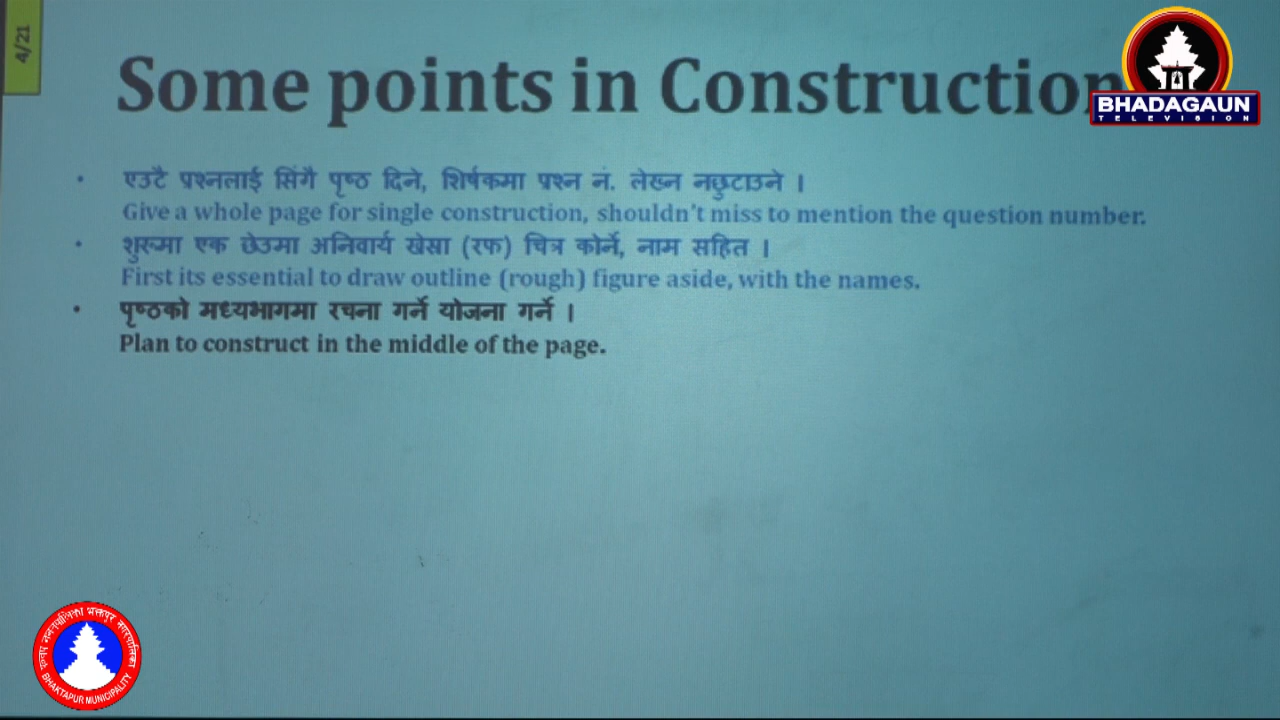 4/21
Some points in Construction
BHADAGAUN
TELEVISION
• एउटै प्रश्नलाई सिंगै पृष्ठ दिने, शिर्षकमा प्रश्न नं. लेख्न नछुटाउने ।
Give a whole page for single construction, shouldn't miss to mention the question number.
• शुरुमा एक छेउमा अनिवार्य खेस्रा (रफ) चित्र कोर्ने, नाम सहित ।
First its essential to draw outline (rough) figure aside, with the names.
• पृष्ठको मध्यभागमा रचना गर्ने योजना गर्ने ।
Plan to construct in the middle of the page.
BHAKTAPUR MUNICIPALITY